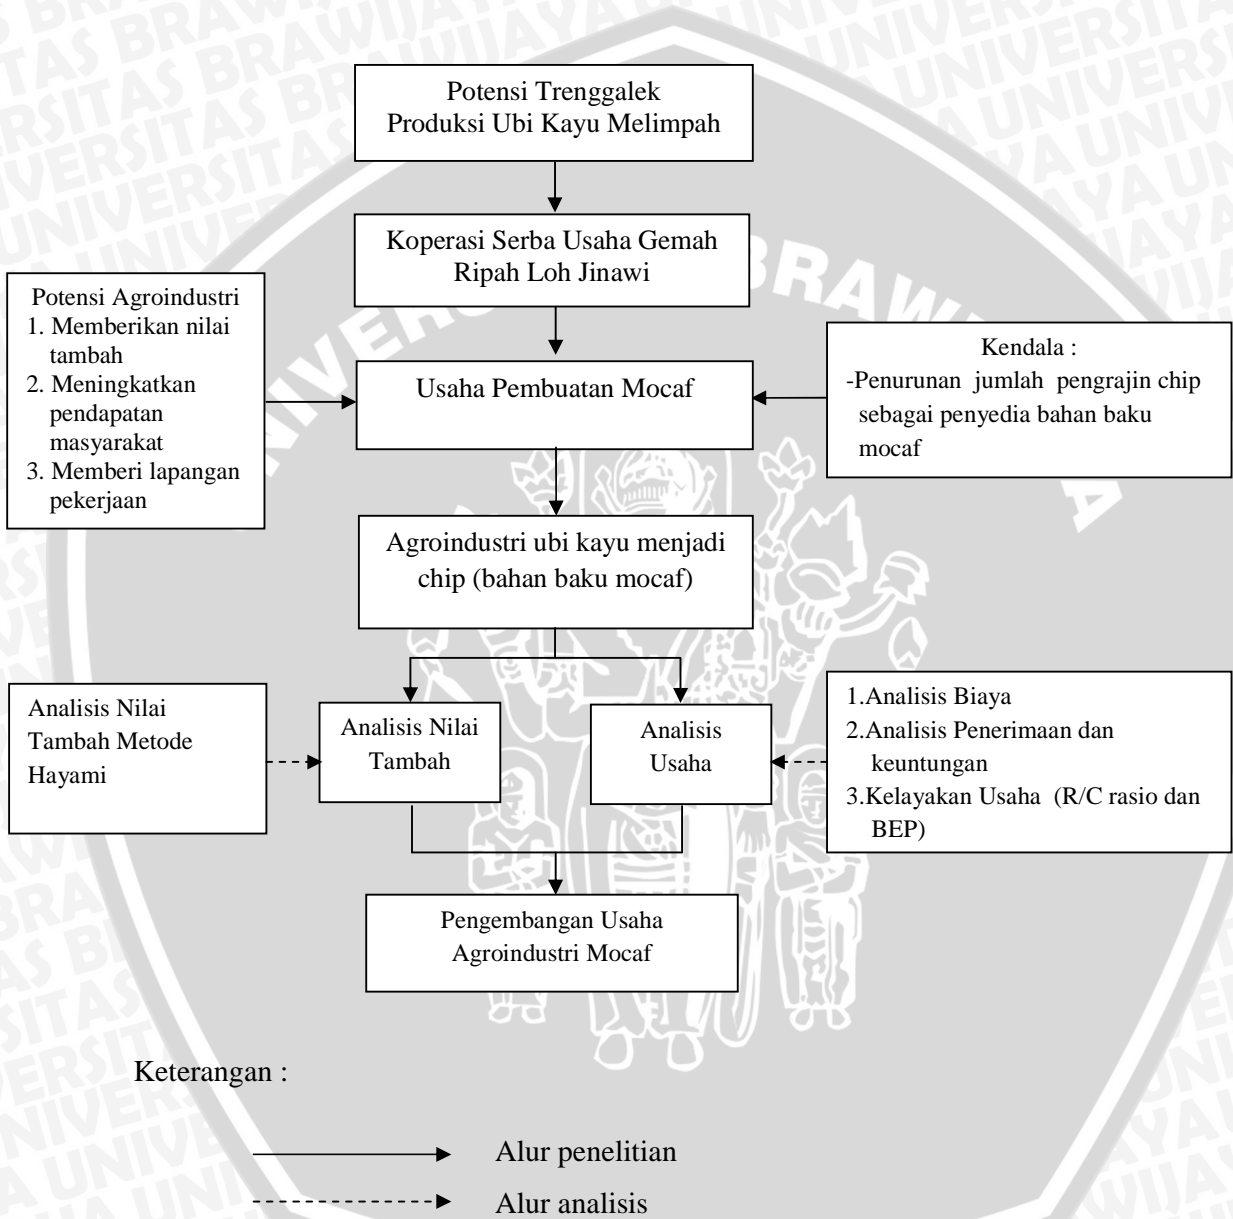 Potensi Trenggalek
Produksi Ubi Kayu Melimpah
Koperasi Serba Usaha Gemah
Ripah Loh Jinawi
Potensi Agroindustri
1. Memberikan nilai
tambah
2. Meningkatkan
pendapatan
masyarakat
3. Memberi lapangan
pekerjaan
Usaha Pembuatan Mocaf
Kendala :
-Penurunan jumlah pengrajin chip
sebagai penyedia bahan baku
mocaf
Agroindustri ubi kayu menjadi
chip (bahan baku mocaf)
Analisis Nilai
Tambah Metode
Hayami
Analisis Nilai
Tambah
Analisis
Usaha
1.Analisis Biaya
2.Analisis Penerimaan dan
keuntungan
3.Kelayakan Usaha (R/C rasio dan
BEP)
Pengembangan Usaha
Agroindustri Mocaf
Keterangan :
Alur penelitian
Alur analisis